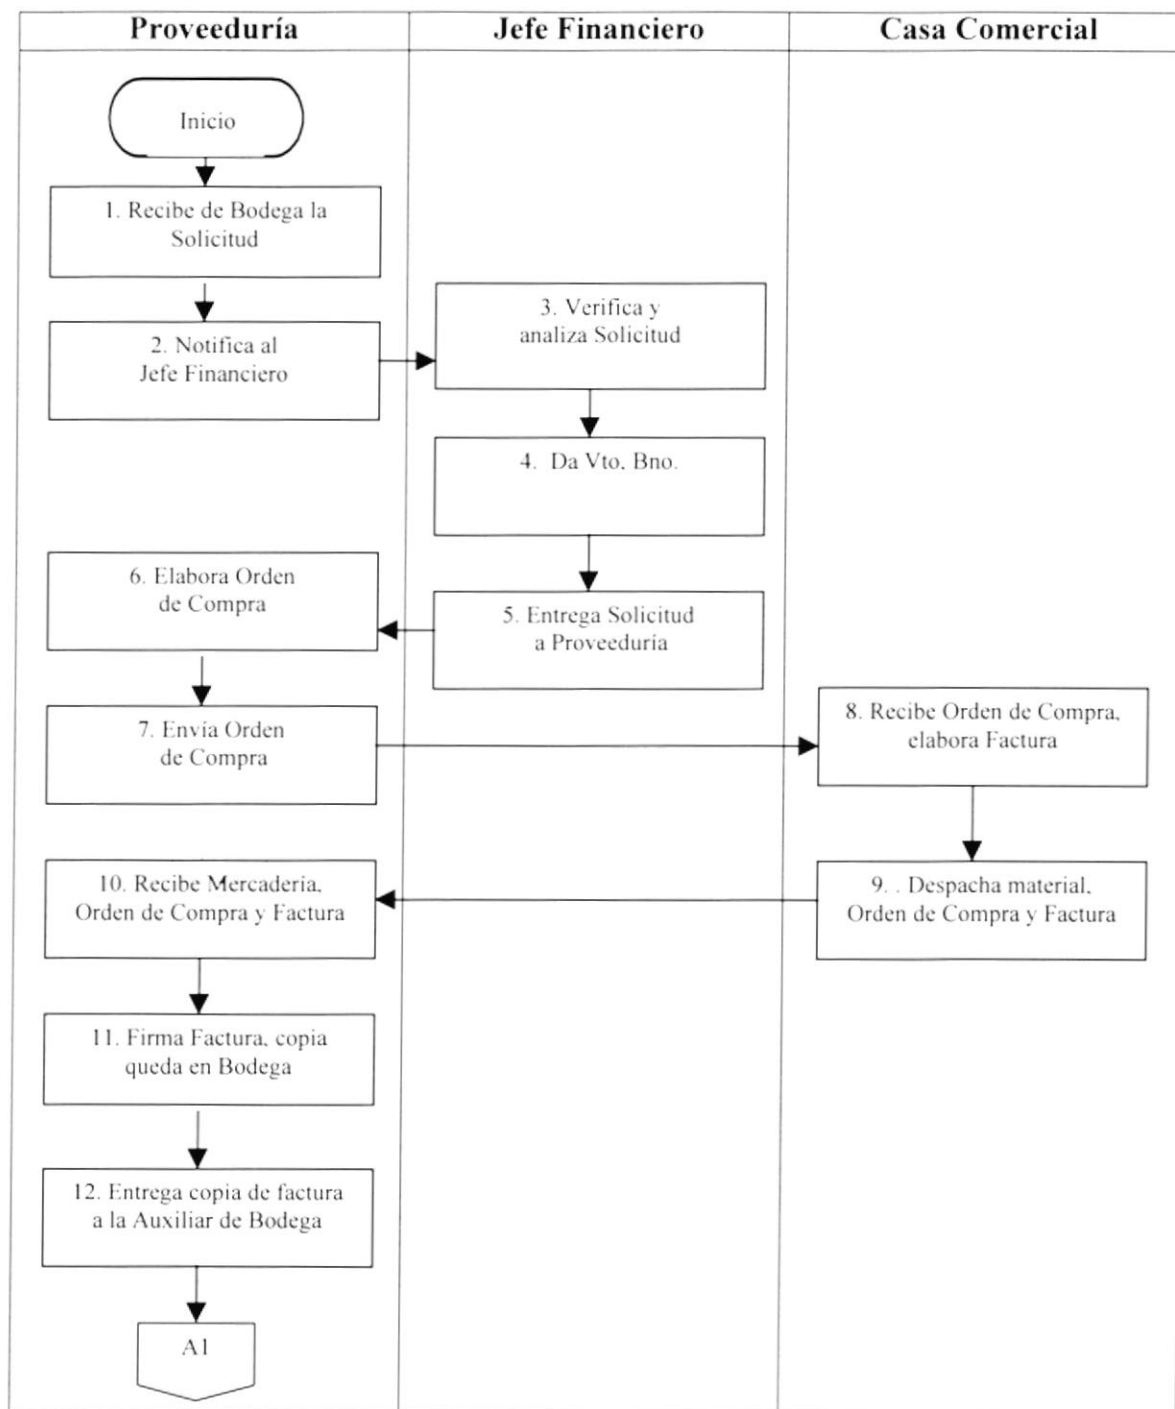 Proveeduría
Jefe Financiero
Casa Comercial
Inicio
1. Recibe de Bodega la
Solicitud
2. Notifica al
Jefe Financiero
3. Verifica y
analiza Solicitud
4. Da Vto. Bno.
5. Entrega Solicitud
a Proveeduría
6. Elabora Orden
de Compra
7. Envía Orden
de Compra
8. Recibe Orden de Compra,
elabora Factura
9. . Despacha material,
Orden de Compra y Factura
10. Recibe Mercadería,
Orden de Compra y Factura
11. Firma Factura, copia
queda en Bodega
12. Entrega copia de factura
a la Auxiliar de Bodega
A1